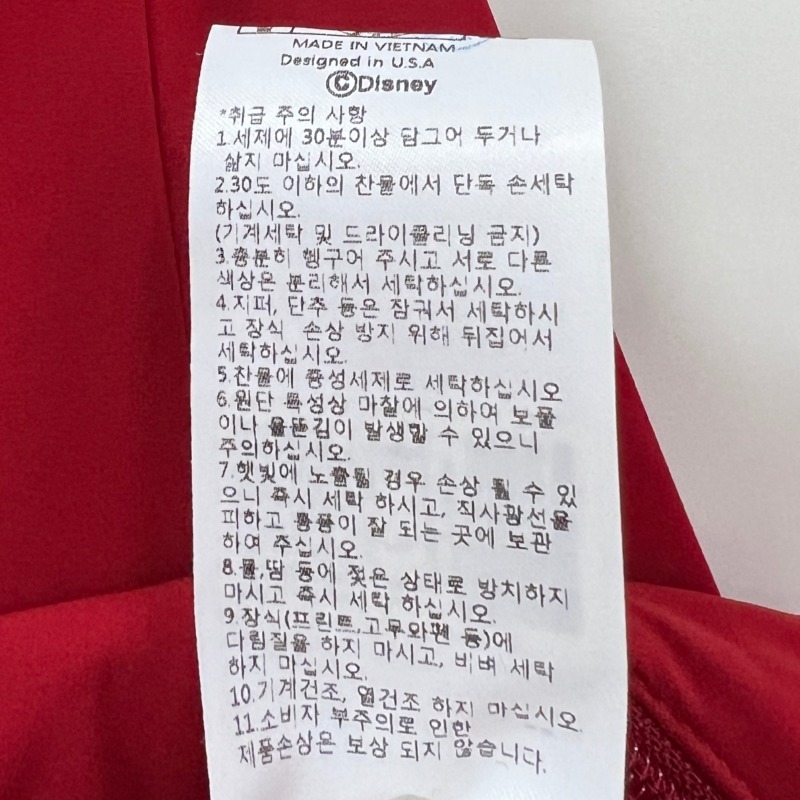 MADE IN VIETNAM
Designed in U.S.A
©Disney
*취급 주의 사항
1.세제에 30분이상 담그어 두거나
삶지 마십시오.
2.30도 이하의 찬물에서 단독 손세탁
하십시오.
(기계세탁 및 드라이클리닝 금지)
3.충분히 헹구어 주시고 서로 다른
색상은 분리해서 세탁하십시오.
4.지퍼, 단추 등은 잠궈서 세탁하시
고 장식 손상 방지 위해 뒤집어서
세탁하십시오.
5.찬물에 중성세제로 세탁하십시오
6.원단 특성상 마찰에 의하여 보풀
이나 올뜯김이 발생할 수 있으니
주의하십시오.
7.햇빛에 노출될 경우 손상 될 수 있
으니 즉시 세탁 하시고, 직사광선을
피하고 통풍이 잘 되는 곳에 보관
하여 주십시오.
8.물,땀 등에 젖은 상태로 방치하지
마시고 즉시 세탁 하십시오.
9.장식(프린트,고무와펜 등)에
다림질을 하지 마시고, 비벼 세탁
하지 마십시오.
10.기계건조, 열건조 하지 마십시오.
11.소비자 부주의로 인한
제품손상은 보상 되지 않습니다.